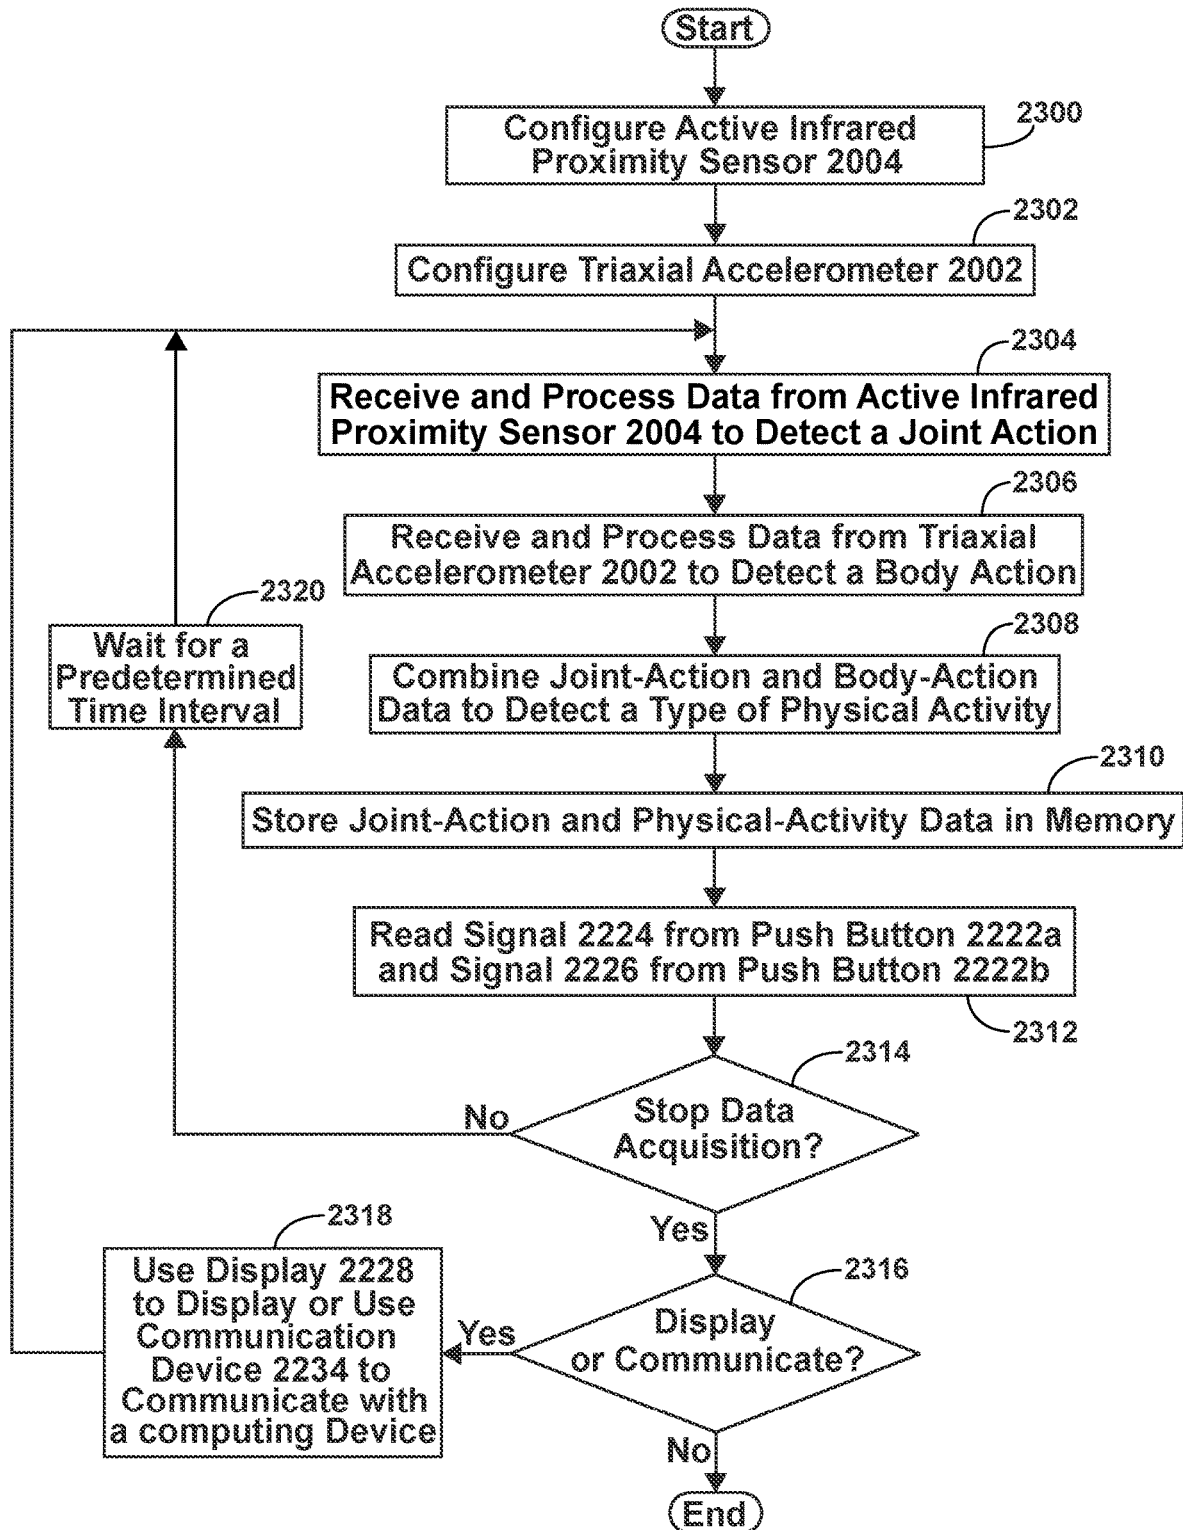 Start
Configure Active Infrared
Proximity Sensor 2004
2300
Configure Triaxial Accelerometer 2002
2302
Receive and Process Data from Active Infrared
Proximity Sensor 2004 to Detect a Joint Action
2304
Receive and Process Data from Triaxial
Accelerometer 2002 to Detect a Body Action
2306
Combine Joint-Action and Body-Action
Data to Detect a Type of Physical Activity
2308
Store Joint-Action and Physical-Activity Data in Memory
2310
Read Signal 2224 from Push Button 2222a
and Signal 2226 from Push Button 2222b
2312
Stop Data
Acquisition?
2314
No
Wait for a
Predetermined
Time Interval
2320
Yes
Display
or Communicate?
2316
Yes
Use Display 2228
to Display or Use
Communication
Device 2234 to
Communicate with
a computing Device
2318
No
End